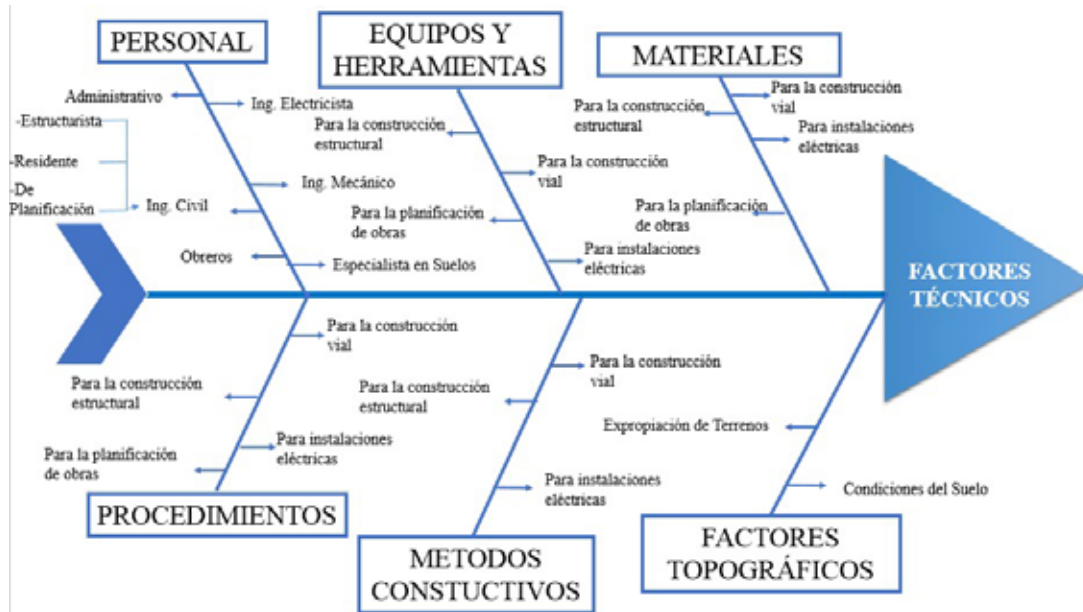 PERSONAL
Administrativo
-Estructurista
-Residente
-De
Planificación
Ing. Civil
Obreros
Ing. Electricista
Ing. Mecánico
Especialista en Suelos
EQUIPOS Y
HERRAMIENTAS
Para la construcción
estructural
Para la construcción
vial
Para la planificación
de obras
Para instalaciones
eléctricas
MATERIALES
Para la construcción
vial
Para la construcción
estructural
Para instalaciones
eléctricas
Para la planificación
de obras
FACTORES
TÉCNICOS
Para la construcción
vial
Para la construcción
estructural
Para instalaciones
eléctricas
Para la planificación
de obras
PROCEDIMIENTOS
Para la construcción
vial
Para la construcción
estructural
Para instalaciones
eléctricas
METODOS
CONSTUCTIVOS
Expropiación de Terrenos
Condiciones del Suelo
FACTORES
TOPOGRÁFICOS